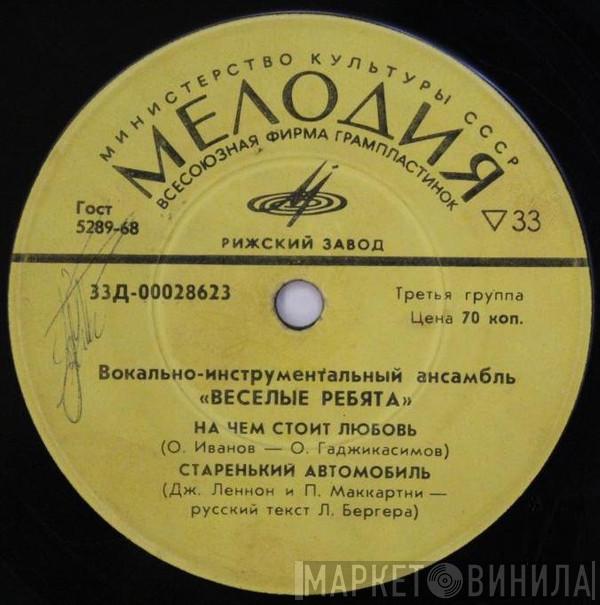 МИНИСТЕРСТВО КУЛЬТУРЫ СССР
МЕЛОДИЯ
ВСЕСОЮЗНАЯ ФИРМА ГРАМПЛАСТИНОК
Гост
5289-68
▽33
РИЖСКИЙ ЗАВОД
33Д-00028623
Третья группа
Цена 70 коп.
Вокально-инструментальный ансамбль
«ВЕСЕЛЫЕ РЕБЯТА»
НА ЧЕМ СТОИТ ЛЮБОВЬ
(О. Иванов — О. Гаджикасимов)
СТАРЕНЬКИЙ АВТОМОБИЛЬ
(Дж. Леннон и П. Маккартни —
русский текст Л. Бергера)
МАРКЕТ ВИНИЛА